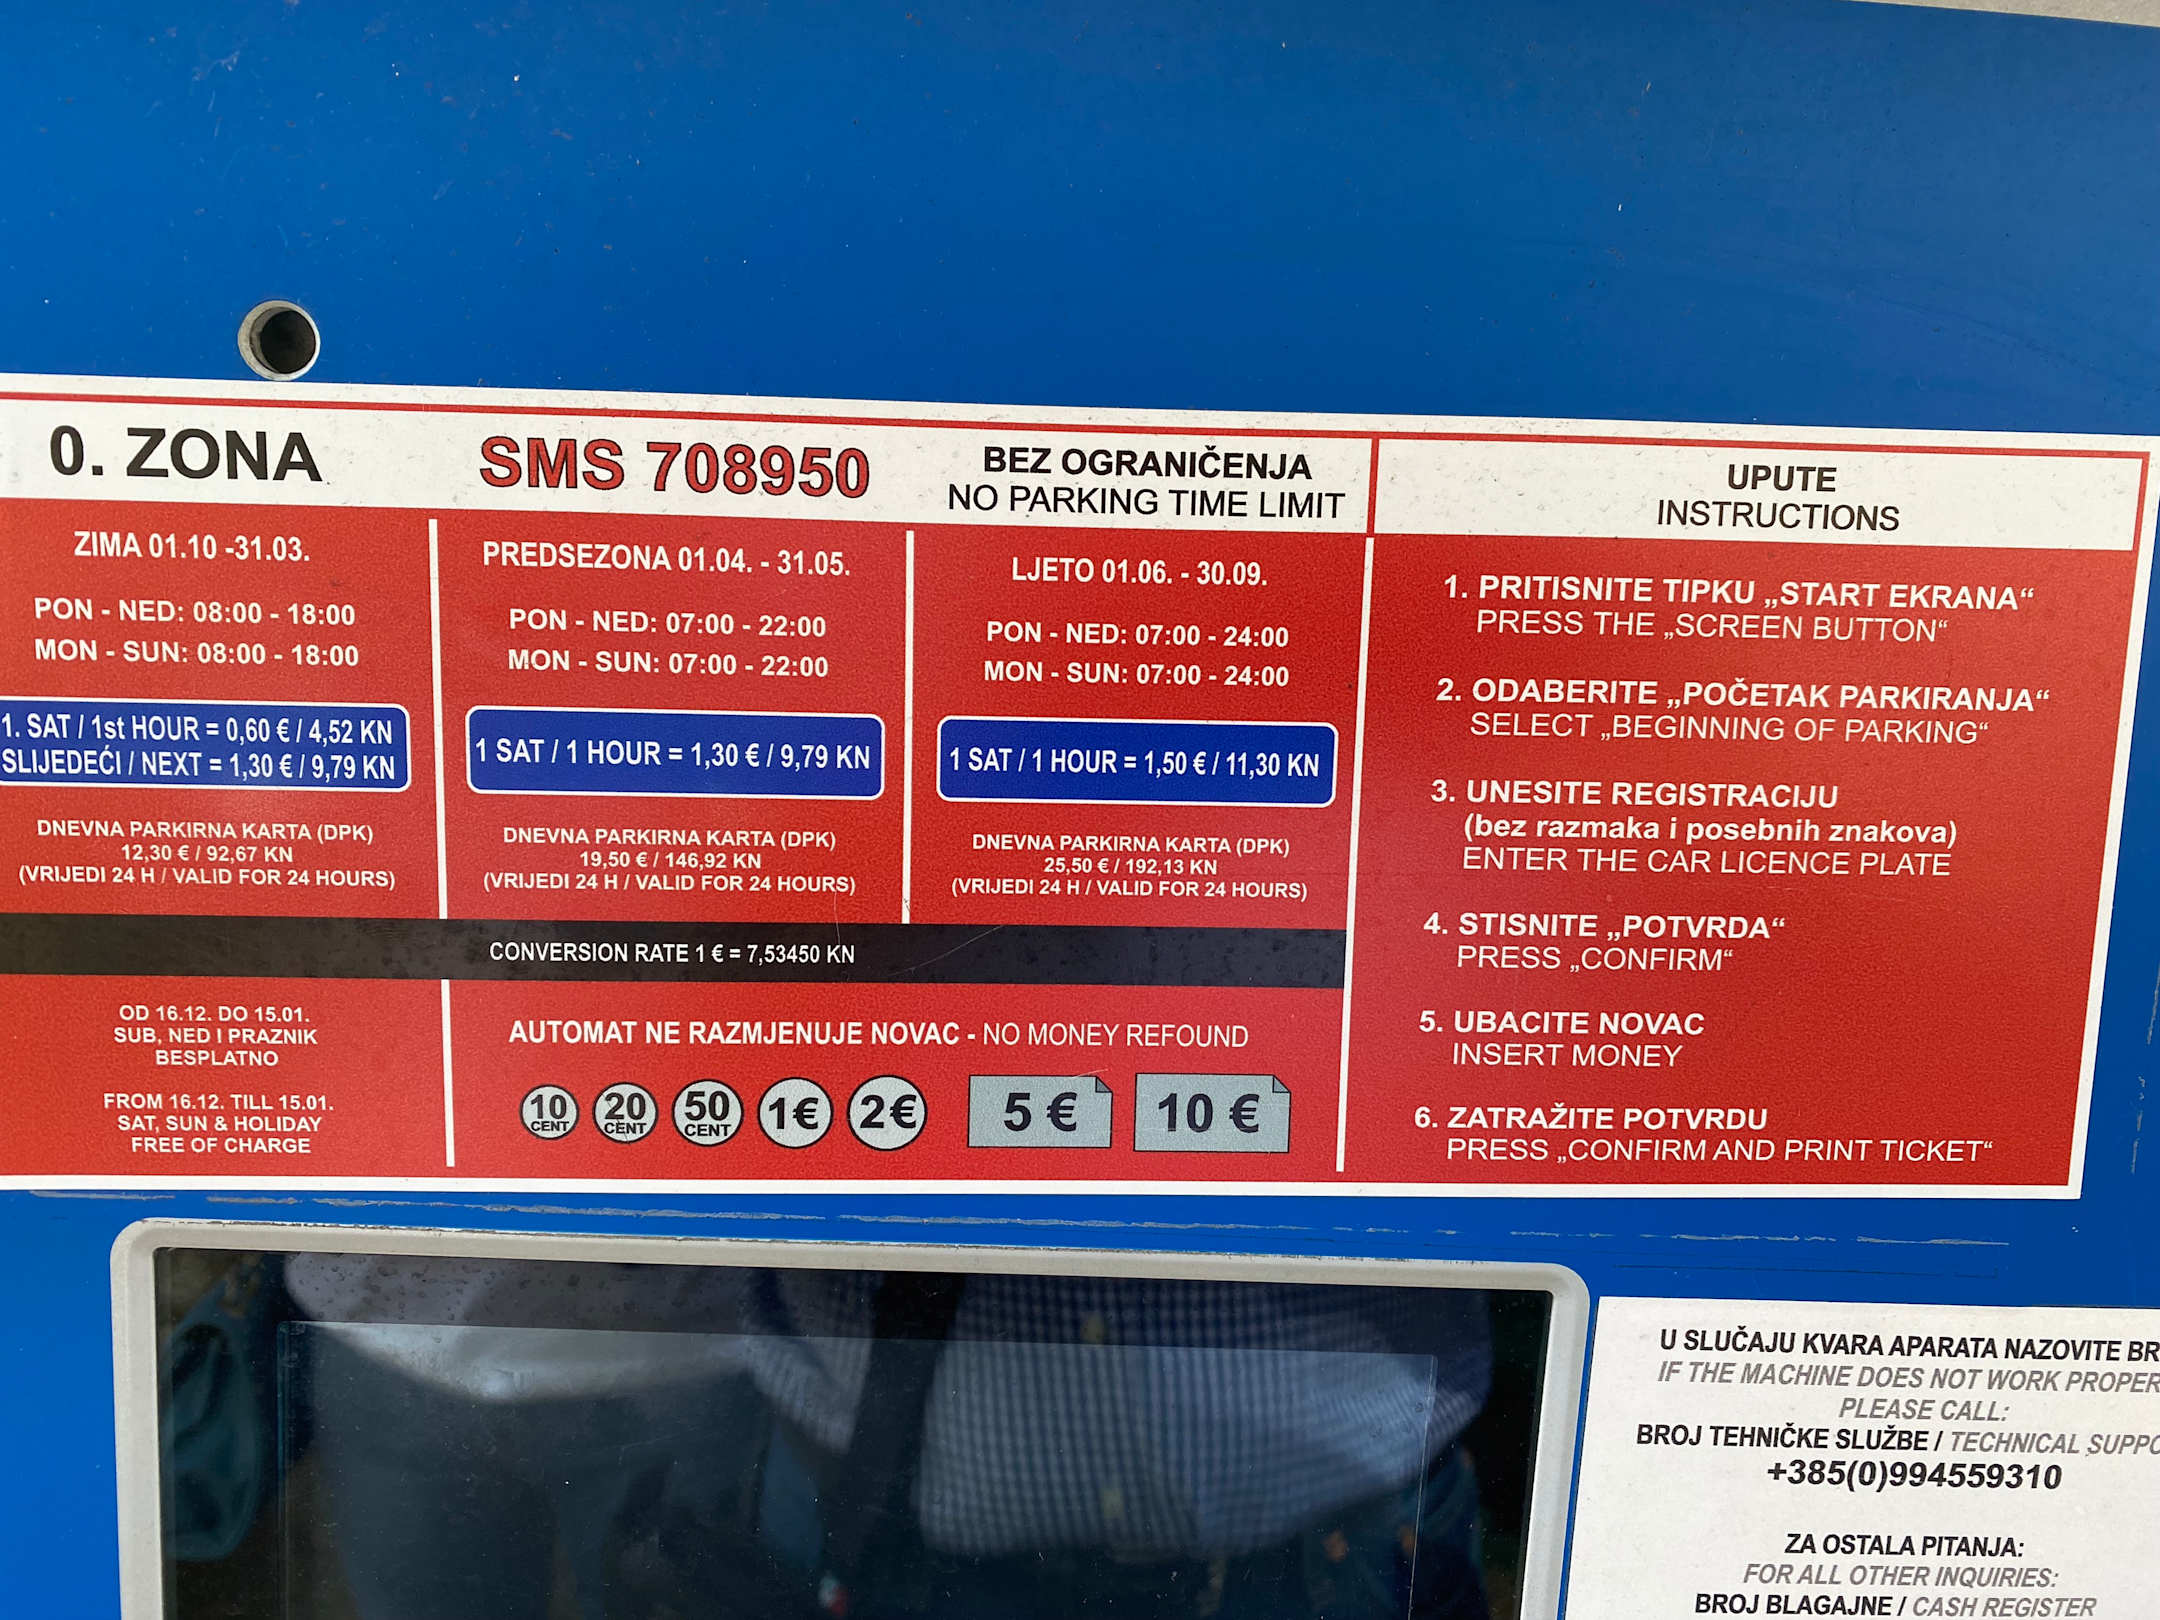 0. ZONA
SMS 708950
BEZ OGRANIČENJA
NO PARKING TIME LIMIT
ZIMA 01.10 -31.03.
PON - NED: 08:00 - 18:00
MON - SUN: 08:00 - 18:00
1. SAT / 1st HOUR = 0,60 € / 4,52 KN
SLIJEDEĆI / NEXT = 1,30 € / 9,79 KN
DNEVNA PARKIRNA KARTA (DPK)
12,30 € / 92,67 KN
(VRIJEDI 24 H / VALID FOR 24 HOURS)
PREDSEZONA 01.04. - 31.05.
PON - NED: 07:00 - 22:00
MON - SUN: 07:00 - 22:00
1 SAT / 1 HOUR = 1,30 € / 9,79 KN
DNEVNA PARKIRNA KARTA (DPK)
19,50 € / 146,92 KN
(VRIJEDI 24 H / VALID FOR 24 HOURS)
LJETO 01.06. - 30.09.
PON - NED: 07:00 - 24:00
MON - SUN: 07:00 - 24:00
1 SAT / 1 HOUR = 1,50 € / 11,30 KN
DNEVNA PARKIRNA KARTA (DPK)
25,50 € / 192,13 KN
(VRIJEDI 24 H / VALID FOR 24 HOURS)
CONVERSION RATE 1 € = 7,53450 KN
OD 16.12. DO 15.01.
SUB, NED I PRAZNIK
BESPLATNO
FROM 16.12. TILL 15.01.
SAT, SUN & HOLIDAY
FREE OF CHARGE
AUTOMAT NE RAZMJENUJE NOVAC - NO MONEY REFOUND
10 CENT 20 CENT 50 CENT 1€ 2€ 5 € 10 €
UPUTE
INSTRUCTIONS
1. PRITISNITE TIPKU „START EKRANA“
PRESS THE „SCREEN BUTTON“
2. ODABERITE „POČETAK PARKIRANJA“
SELECT „BEGINNING OF PARKING“
3. UNESITE REGISTRACIJU
(bez razmaka i posebnih znakova)
ENTER THE CAR LICENCE PLATE
4. STISNITE „POTVRDA“
PRESS „CONFIRM“
5. UBACITE NOVAC
INSERT MONEY
6. ZATRAŽITE POTVRDU
PRESS „CONFIRM AND PRINT TICKET“
U SLUČAJU KVARA APARATA NAZOVITE BR
IF THE MACHINE DOES NOT WORK PROPER
PLEASE CALL:
BROJ TEHNIČKE SLUŽBE / TECHNICAL SUPPO
+385(0)994559310
ZA OSTALA PITANJA:
FOR ALL OTHER INQUIRIES:
BROJ BLAGAJNE / CASH REGISTER